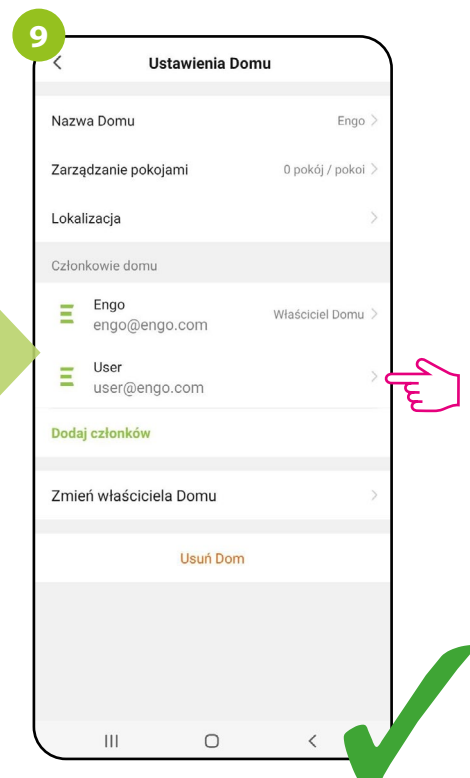 9
Ustawienia Domu
Nazwa Domu Engo
Zarządzanie pokojami 0 pokój / pokoi
Lokalizacja
Członkowie domu
Engo
engo@engo.com Właściciel Domu
User
user@engo.com
Dodaj członków
Zmień właściciela Domu
Usuń Dom